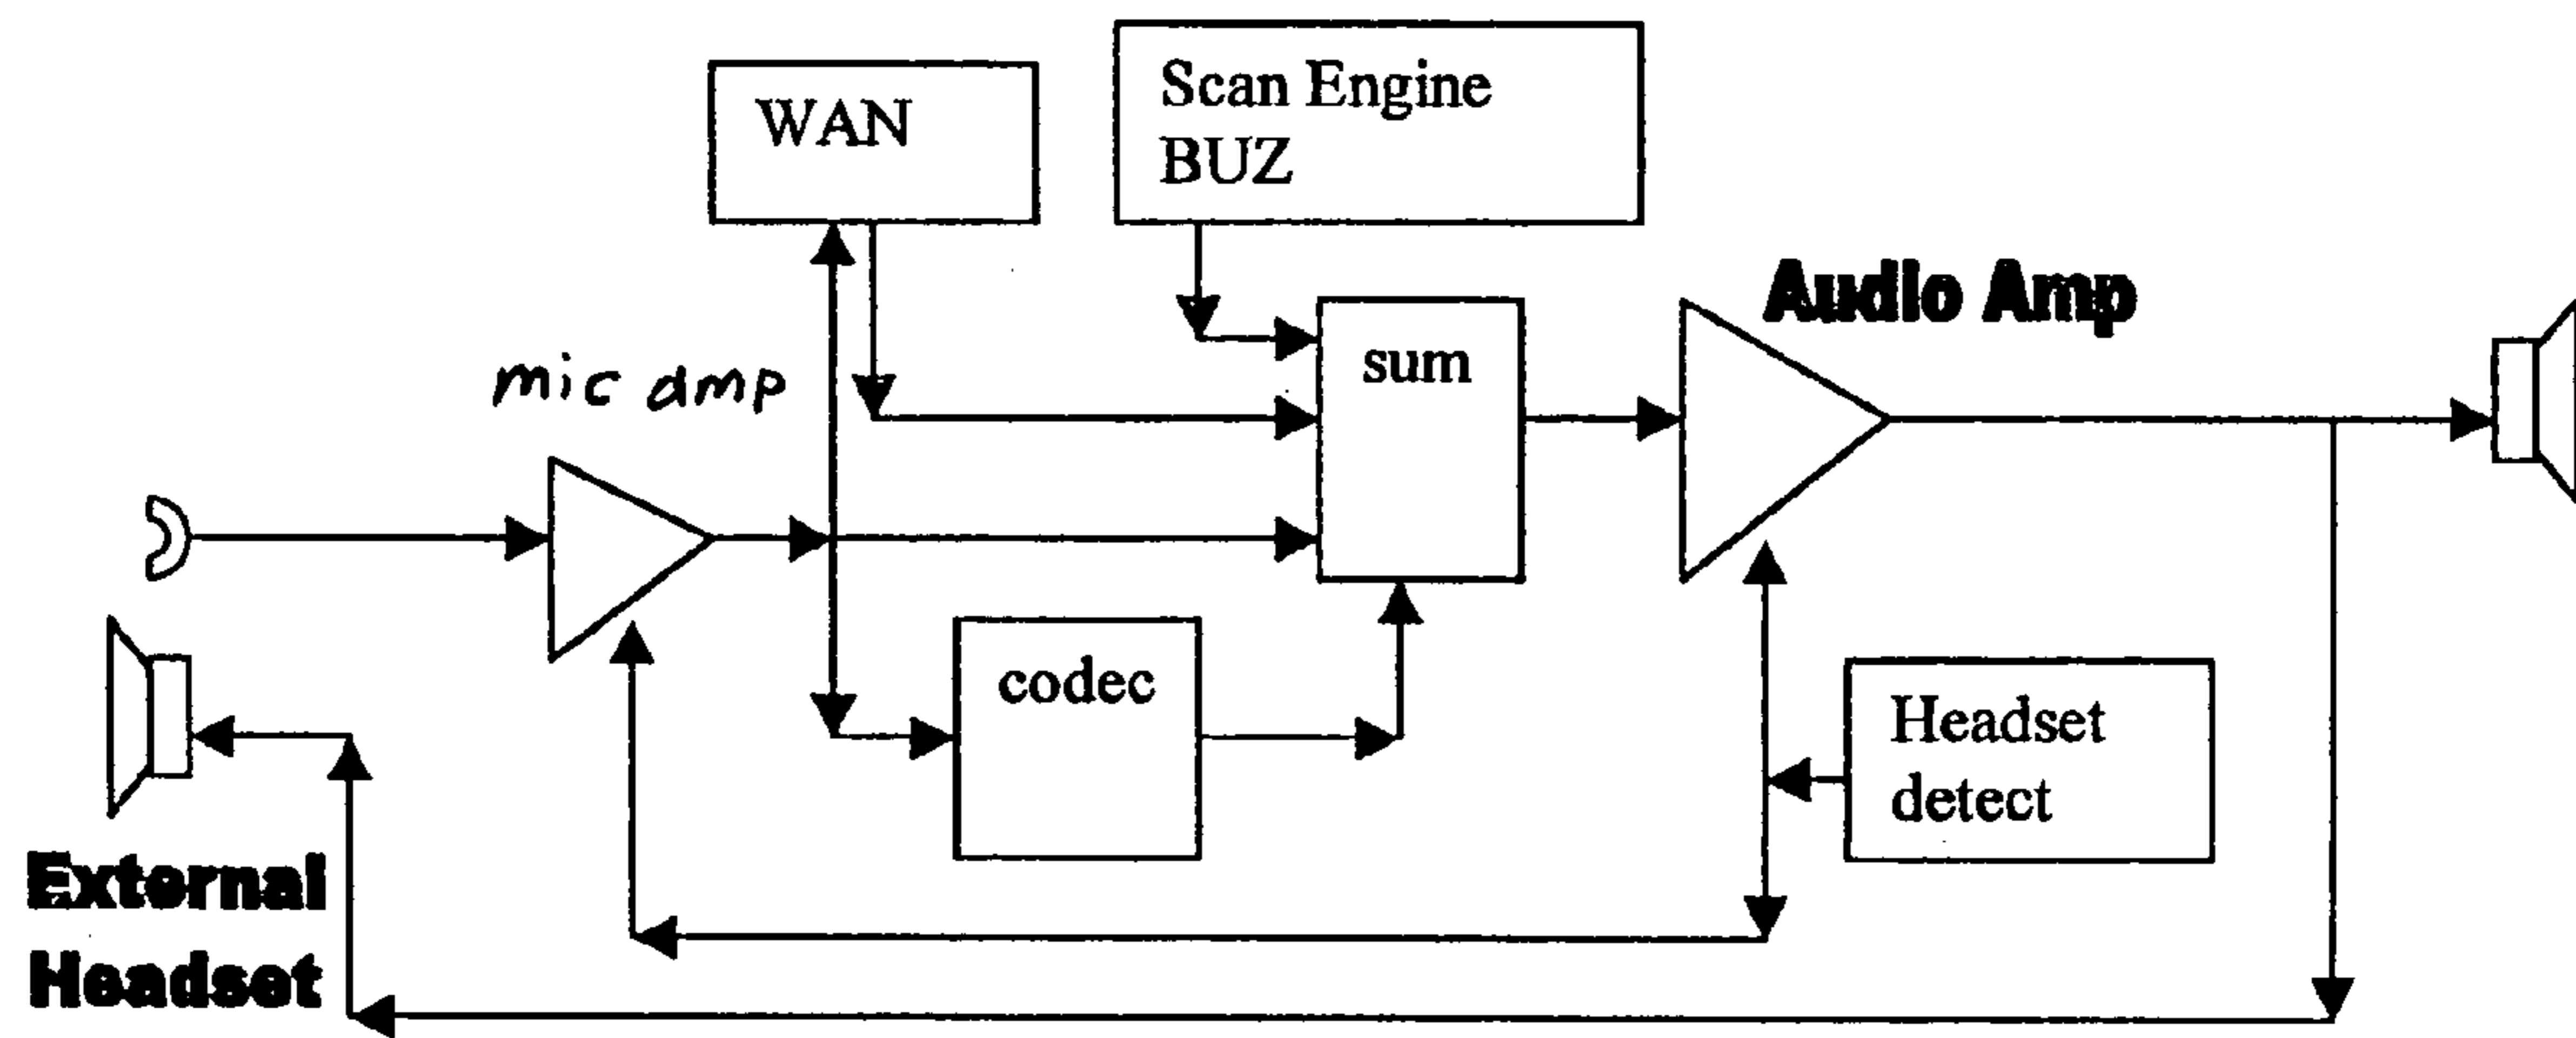 WAN
Scan Engine
BUZ
Audio Amp
mic amp
sum
codec
Headset
detect
External
Headset